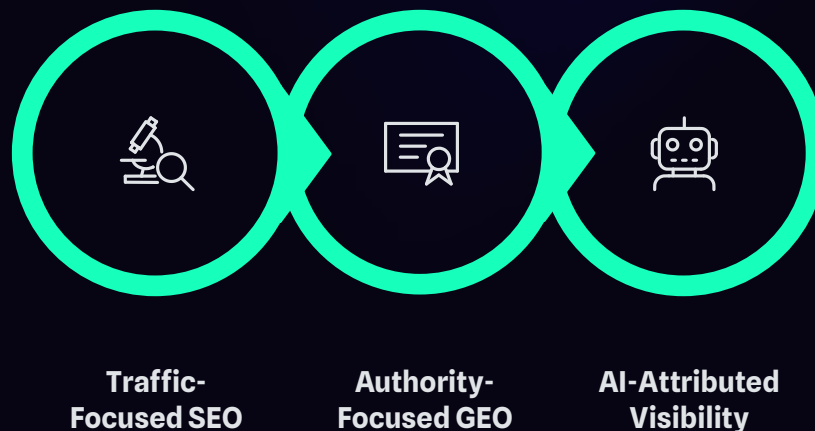 Traffic-
Focused SEO
Authority-
Focused GEO
AI-Attributed
Visibility